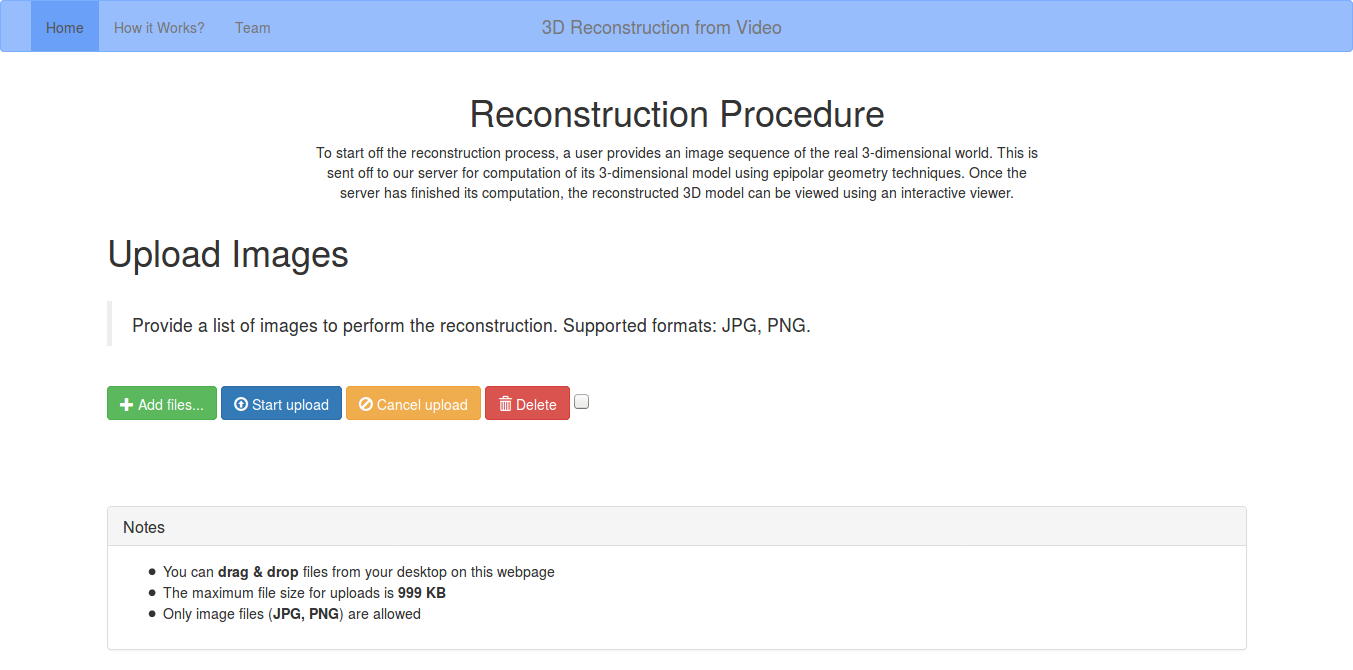 Home How it Works? Team 3D Reconstruction from Video
Reconstruction Procedure
To start off the reconstruction process, a user provides an image sequence of the real 3-dimensional world. This is
sent off to our server for computation of its 3-dimensional model using epipolar geometry techniques. Once the
server has finished its computation, the reconstructed 3D model can be viewed using an interactive viewer.
Upload Images
Provide a list of images to perform the reconstruction. Supported formats: JPG, PNG.
Add files... Start upload Cancel upload Delete
Notes
You can drag & drop files from your desktop on this webpage
The maximum file size for uploads is 999 KB
Only image files (JPG, PNG) are allowed